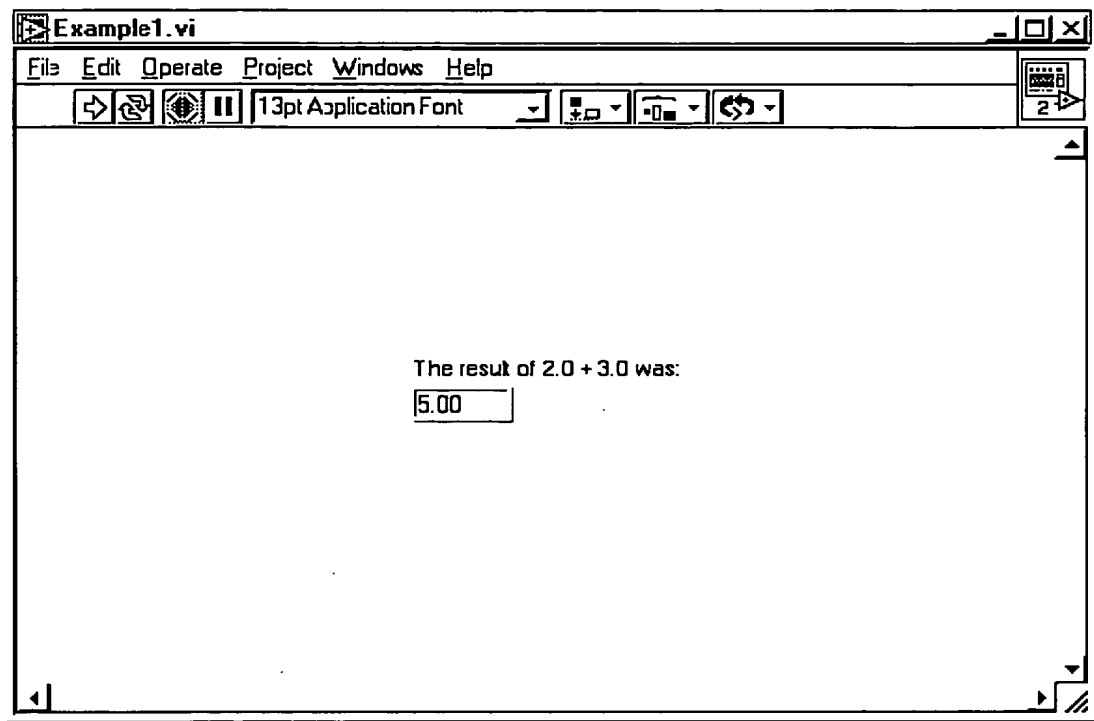 Example1.vi
File Edit Operate Project Windows Help
13pt Application Font
2
The result of 2.0 + 3.0 was:
5.00